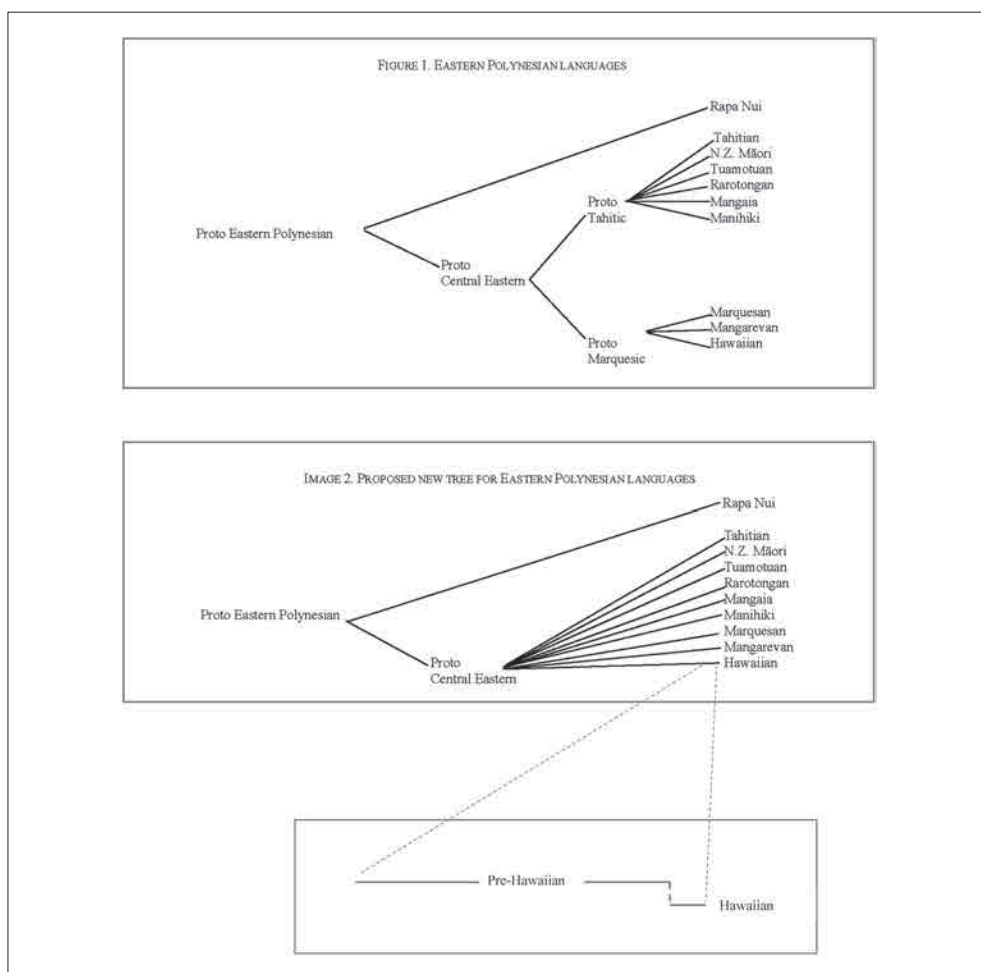 FIGURE 1. EASTERN POLYNESIAN LANGUAGES
Rapa Nui
Tahitian
N.Z. Māori
Tuamotuan
Rarotongan
Mangaia
Manihiki
Proto
Tahitic
Proto Eastern Polynesian
Proto
Central Eastern
Marquesan
Mangarevan
Hawaiian
Proto
Marquesic
IMAGE 2. PROPOSED NEW TREE FOR EASTERN POLYNESIAN LANGUAGES
Rapa Nui
Tahitian
N.Z. Māori
Tuamotuan
Rarotongan
Mangaia
Manihiki
Marquesan
Mangarevan
Hawaiian
Proto Eastern Polynesian
Proto
Central Eastern
Pre-Hawaiian
Hawaiian